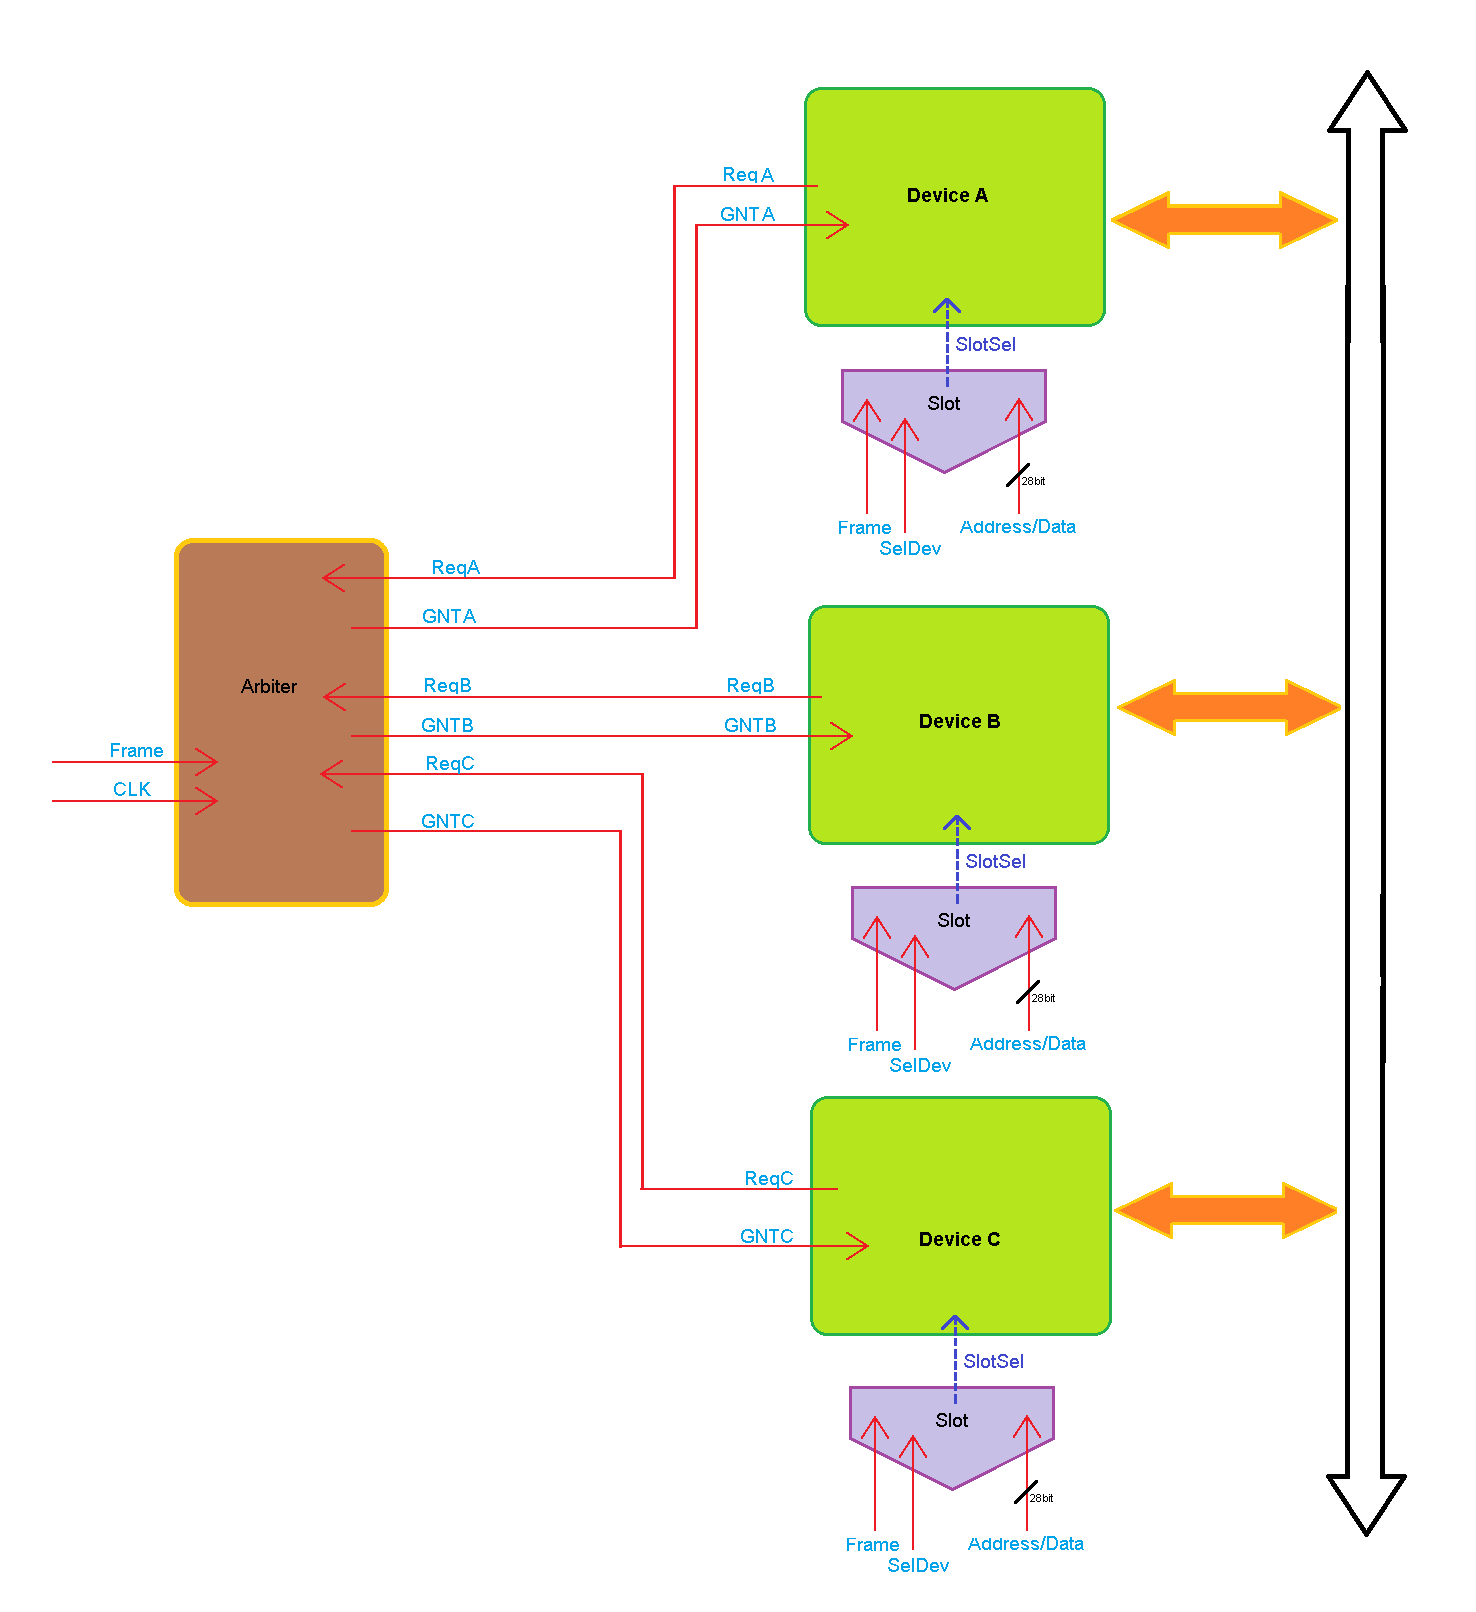 Req A
GNT A
Device A
SlotSel
Slot
28bit
Frame
Address/Data
SelDev
ReqA
GNTA
Arbiter
ReqB
ReqB
GNTB
GNTB
Device B
Frame
ReqC
CLK
GNTC
SlotSel
Slot
28bit
Frame
Address/Data
SelDev
ReqC
GNTC
Device C
SlotSel
Slot
28bit
Frame
Address/Data
SelDev